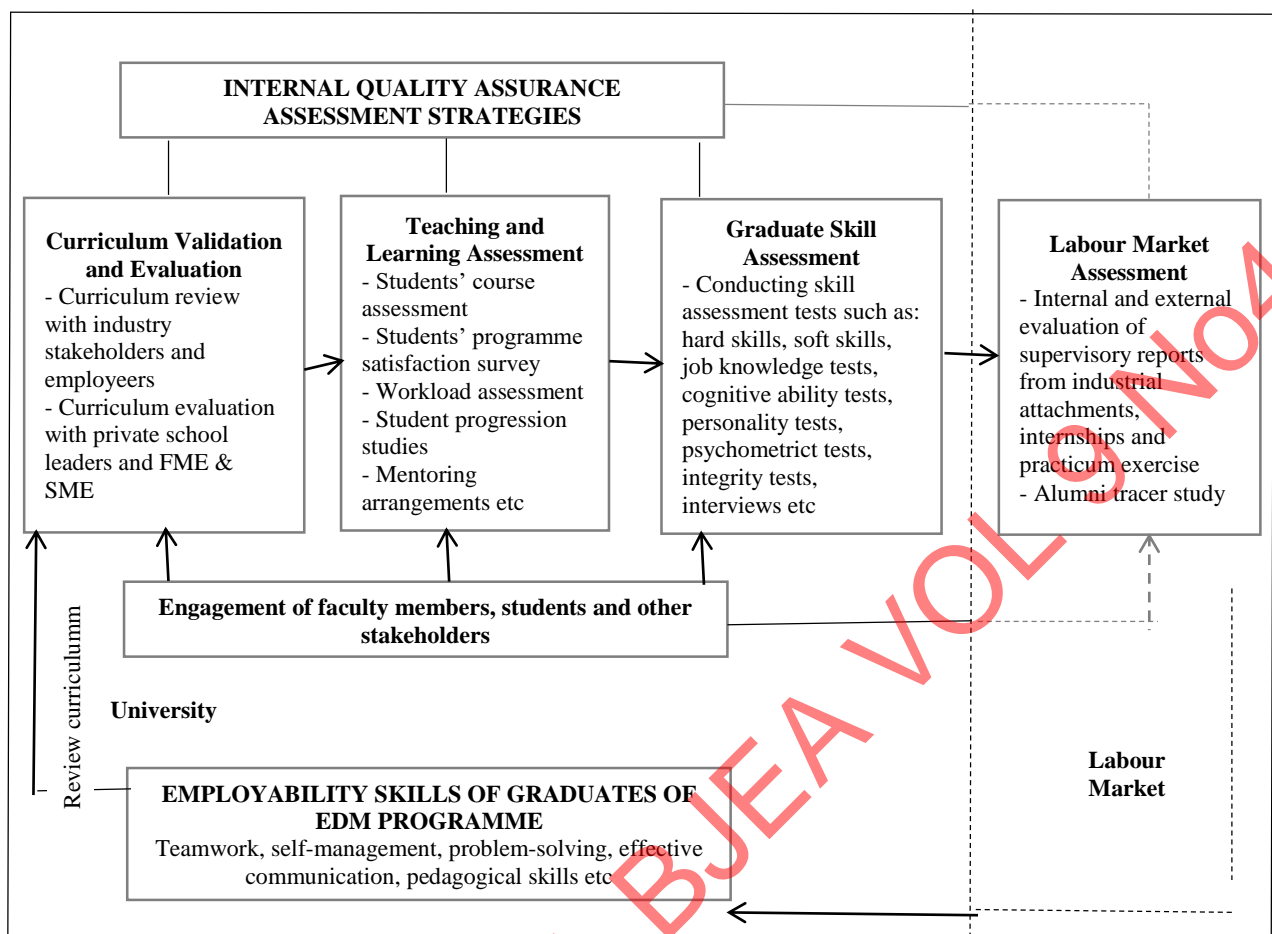 INTERNAL QUALITY ASSURANCE
ASSESSMENT STRATEGIES
Curriculum Validation
and Evaluation
- Curriculum review
with industry
stakeholders and
employeers
- Curriculum evaluation
with private school
leaders and FME &
SME
Teaching and
Learning Assessment
- Students’ course
assessment
- Students’ programme
satisfaction survey
- Workload assessment
- Student progression
studies
- Mentoring
arrangements etc
Graduate Skill
Assessment
- Conducting skill
assessment tests such as:
hard skills, soft skills,
job knowledge tests,
cognitive ability tests,
personality tests,
psychometrict tests,
integrity tests,
interviews etc
Labour Market
Assessment
- Internal and external
evaluation of
supervisory reports
from industrial
attachments,
internships and
practicum exercise
- Alumni tracer study
Engagement of faculty members, students and other
stakeholders
Review curriculumm
University
Labour
Market
EMPLOYABILITY SKILLS OF GRADUATES OF
EDM PROGRAMME
Teamwork, self-management, problem-solving, effective
communication, pedagogical skills etc
BJEA VOL 9 No4